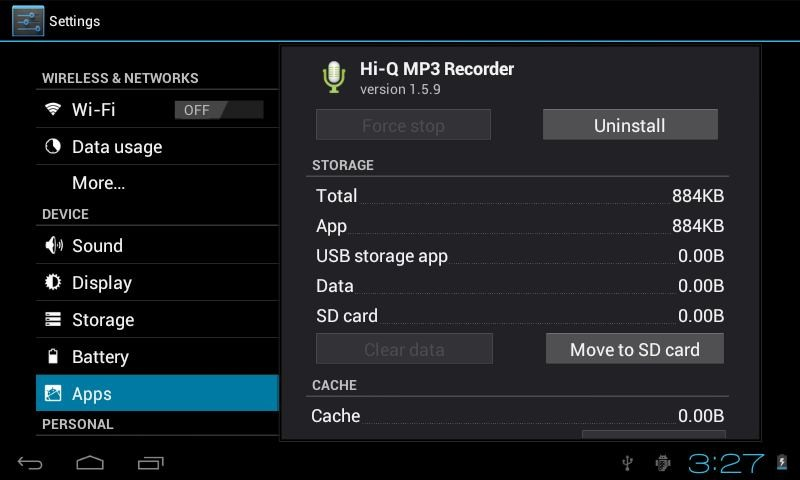 Settings
WIRELESS & NETWORKS
Wi-Fi OFF
Data usage
More...
DEVICE
Sound
Display
Storage
Battery
Apps
PERSONAL
Hi-Q MP3 Recorder
version 1.5.9
Force stop Uninstall
STORAGE
Total 884KB
App 884KB
USB storage app 0.00B
Data 0.00B
SD card 0.00B
Clear data Move to SD card
CACHE
Cache 0.00B
3:27